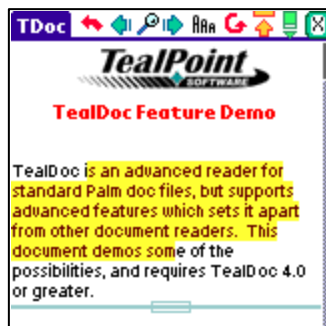 TDoc AAA X
TealPoint
SOFTWARE
TealDoc Feature Demo
TealDoc is an advanced reader for
standard Palm doc files, but supports
advanced features which sets it apart
from other document readers. This
document demos some of the
possibilities, and requires TealDoc 4.0
or greater.